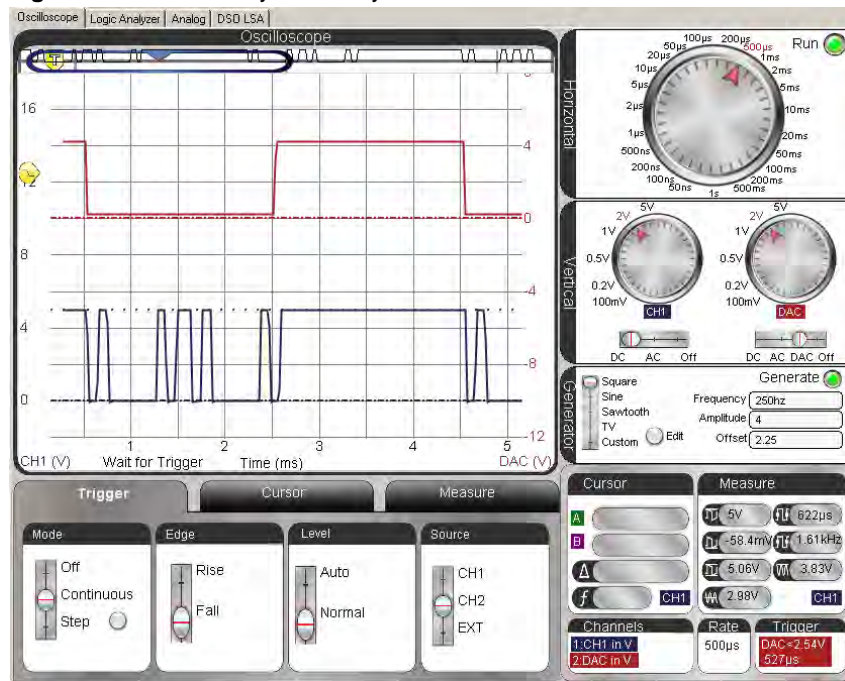 Oscilloscope Logic Analyzer Analog DSO LSA
Oscilloscope
T
16
12
8
4
0
4
0
-4
-8
-12
1 2 3 4 5
CH1 (V) Wait for Trigger Time (ms) DAC (V)
Horizontal
Run
100µs 200µs
50µs 500µs
20µs 1ms
10µs 2ms
5µs 5ms
2µs 10ms
1µs 20ms
500ns 50ms
200ns 100ms
100ns 200ms
50ns 1s 500ms
Vertical
5V
2V
1V
0.5V
0.2V
100mV
CH1
DC AC Off
5V
2V
1V
0.5V
0.2V
100mV
DAC
DC AC DAC Off
Generator
Square
Sine
Sawtooth
TV
Custom
Edit
Generate
Frequency 250hz
Amplitude 4
Offset 2.25
Trigger Cursor Measure
Mode
Off
Continuous
Step
Edge
Rise
Fall
Level
Auto
Normal
Source
CH1
CH2
EXT
Cursor
A
B
Δ
f CH1
Measure
5V 622µs
-58.4mV 1.61kHz
5.06V 3.83V
2.98V CH1
Channels
1:CH1 in V
2:DAC in V
Rate
500µs
Trigger
DAC<2.54V
527µs